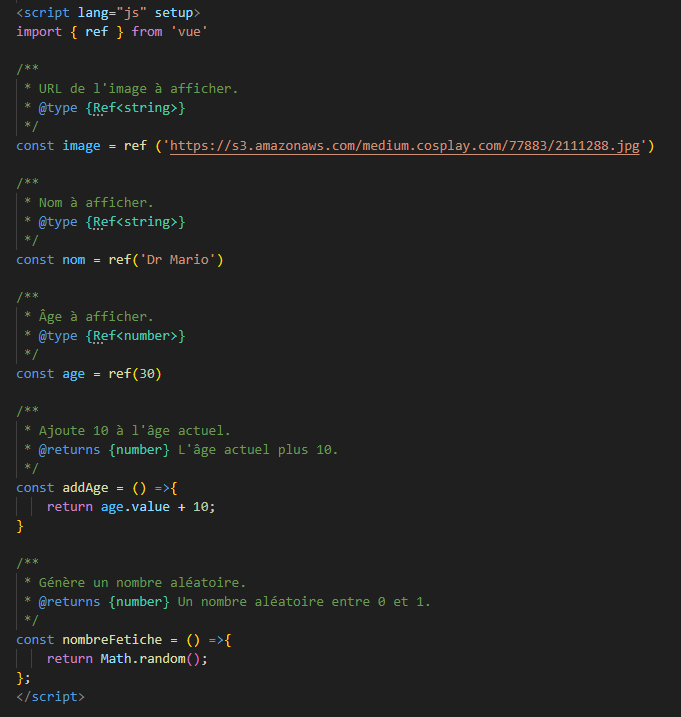 <script lang="js" setup>
import { ref } from 'vue'
/**
* URL de l'image à afficher.
* @type {Ref<string>}
*/
const image = ref ('https://s3.amazonaws.com/medium.cosplay.com/77883/2111288.jpg')
/**
* Nom à afficher.
* @type {Ref<string>}
*/
const nom = ref('Dr Mario')
/**
* Âge à afficher.
* @type {Ref<number>}
*/
const age = ref(30)
/**
* Ajoute 10 à l'âge actuel.
* @returns {number} L'âge actuel plus 10.
*/
const addAge = () =>{
return age.value + 10;
}
/**
* Génère un nombre aléatoire.
* @returns {number} Un nombre aléatoire entre 0 et 1.
*/
const nombreFetiche = () =>{
return Math.random();
};
</script>